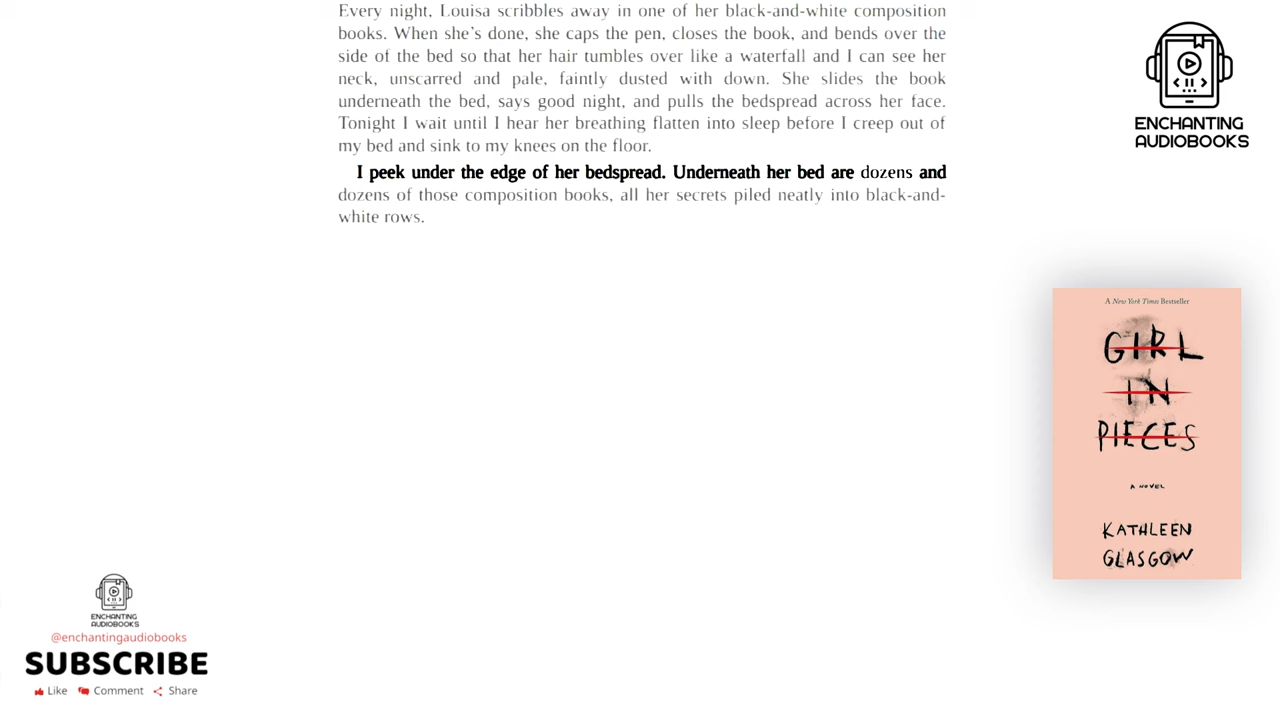 Every night, Louisa scribbles away in one of her black-and-white composition
books. When she's done, she caps the pen, closes the book, and bends over the
side of the bed so that her hair tumbles over like a waterfall and I can see her
neck, unscarred and pale, faintly dusted with down. She slides the book
underneath the bed, says good night, and pulls the bedspread across her face.
Tonight I wait until I hear her breathing flatten into sleep before I creep out of
my bed and sink to my knees on the floor.
I peek under the edge of her bedspread. Underneath her bed are dozens and
dozens of those composition books, all her secrets piled neatly into black-and-
white rows.
ENCHANTING
AUDIOBOOKS
A New York Times Bestseller
GIRL
IN
PIECES
A NOVEL
KATHLEEN
GLASGOW
ENCHANTING
AUDIOBOOKS
@enchantingaudiobooks
SUBSCRIBE
Like Comment Share